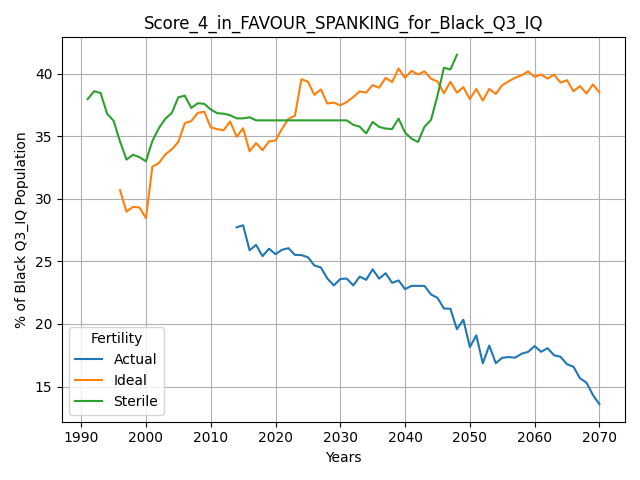 Score_4_in_FAVOUR_SPANKING_for_Black_Q3_IQ
% of Black Q3_IQ Population
40
35
30
25
20
15
Fertility
Actual
Ideal
Sterile
1990 2000 2010 2020 2030 2040 2050 2060 2070
Years